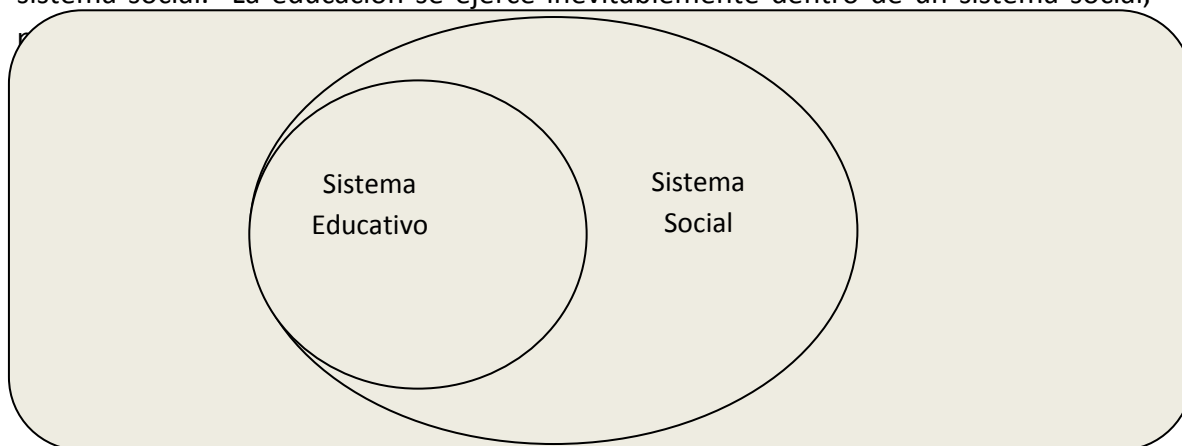 sistema social. La educación se ejerce inevitablemente dentro de un sistema social,
Sistema
Educativo
Sistema
Social